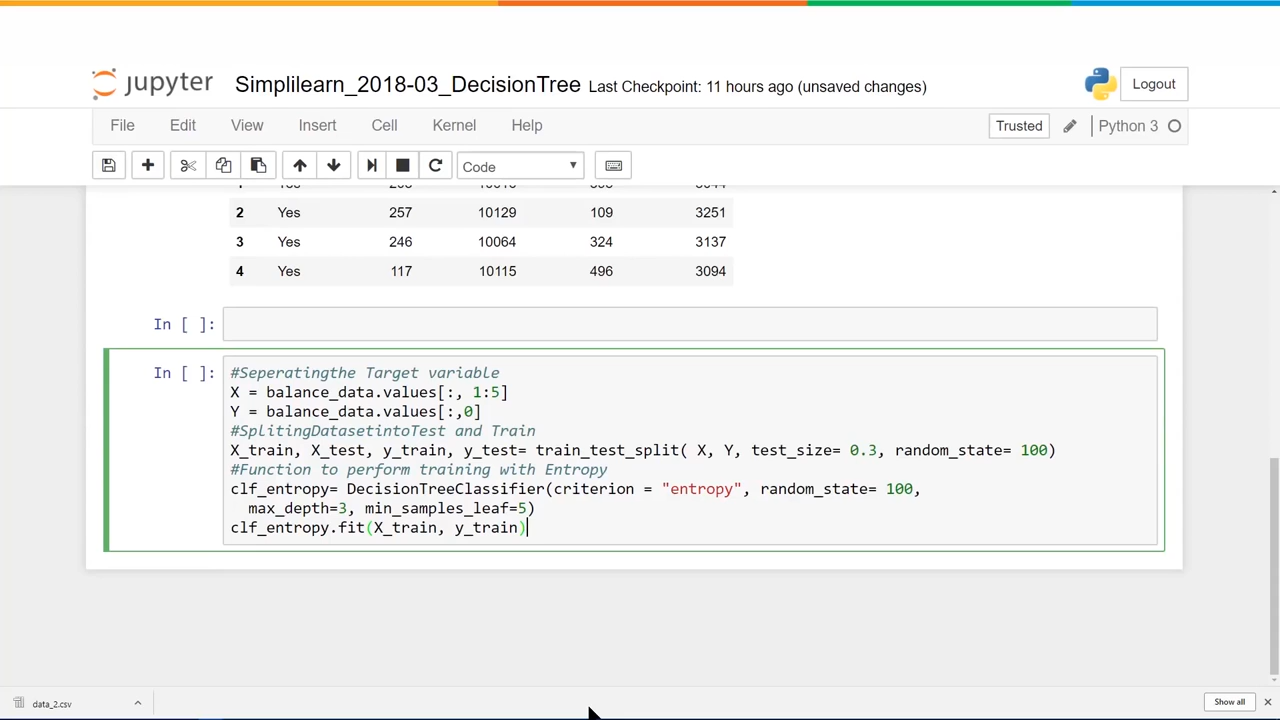 jupyter Simplilearn_2018-03_DecisionTree Last Checkpoint: 11 hours ago (unsaved changes) Logout
File Edit View Insert Cell Kernel Help Trusted Python 3
Code
2 Yes 257 10129 109 3251
3 Yes 246 10064 324 3137
4 Yes 117 10115 496 3094
In [ ]:
In [ ]: #Seperatingthe Target variable
X = balance_data.values[:, 1:5]
Y = balance_data.values[:,0]
#SplitingDatasetintoTest and Train
X_train, X_test, y_train, y_test= train_test_split( X, Y, test_size= 0.3, random_state= 100)
#Function to perform training with Entropy
clf_entropy= DecisionTreeClassifier(criterion = "entropy", random_state= 100,
max_depth=3, min_samples_leaf=5)
clf_entropy.fit(X_train, y_train)
data_2.csv Show all